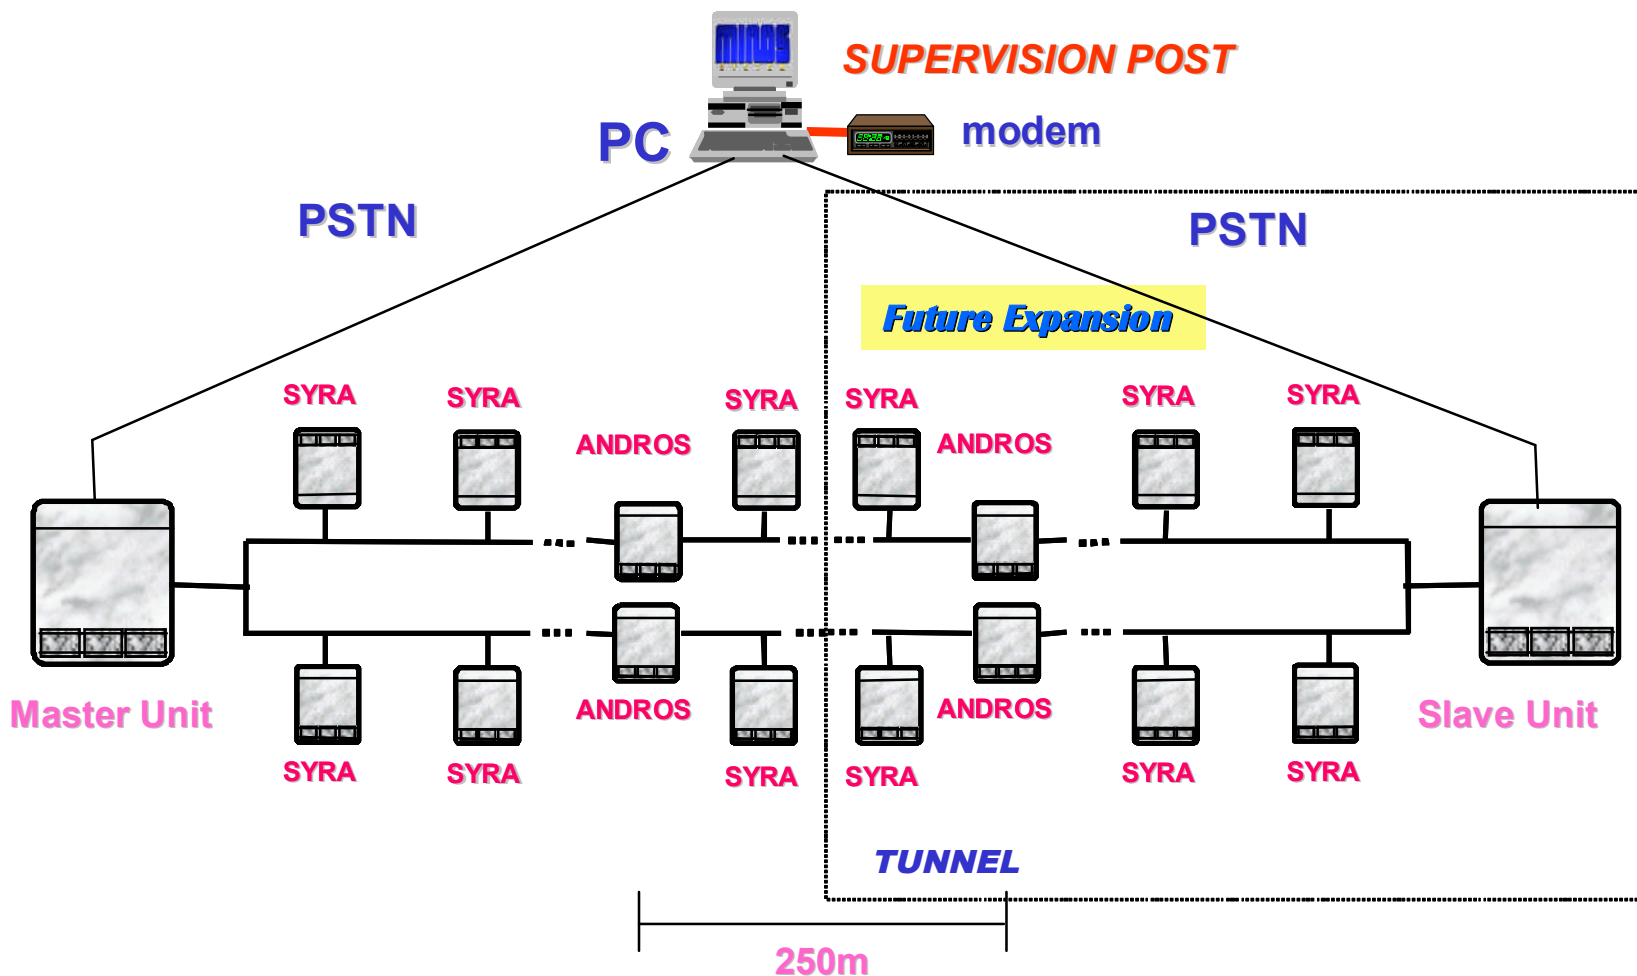 MINOS
SUPERVISION POST
PC
modem
PSTN
PSTN
Future Expansion
SYRA
SYRA
SYRA
SYRA
SYRA
SYRA
ANDROS
ANDROS
Master Unit
ANDROS
ANDROS
Slave Unit
SYRA
SYRA
SYRA
SYRA
SYRA
SYRA
TUNNEL
250m